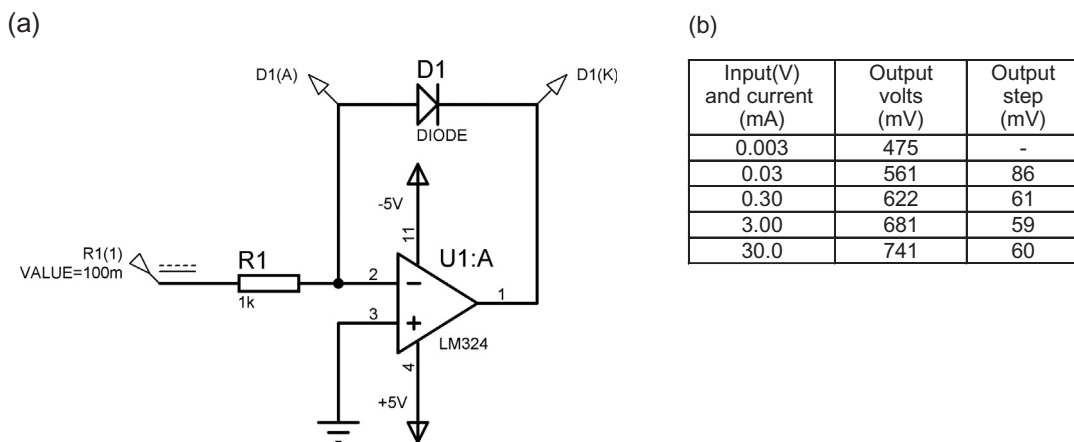 (a)
D1(A)
D1
D1(K)
DIODE
-5V
11
R1(1)
VALUE=100m
R1
1k
U1:A
2
3
1
LM324
4
+5V
(b)
Input(V) and current (mA) Output volts (mV) Output step (mV)
0.003 475 -
0.03 561 86
0.30 622 61
3.00 681 59
30.0 741 60